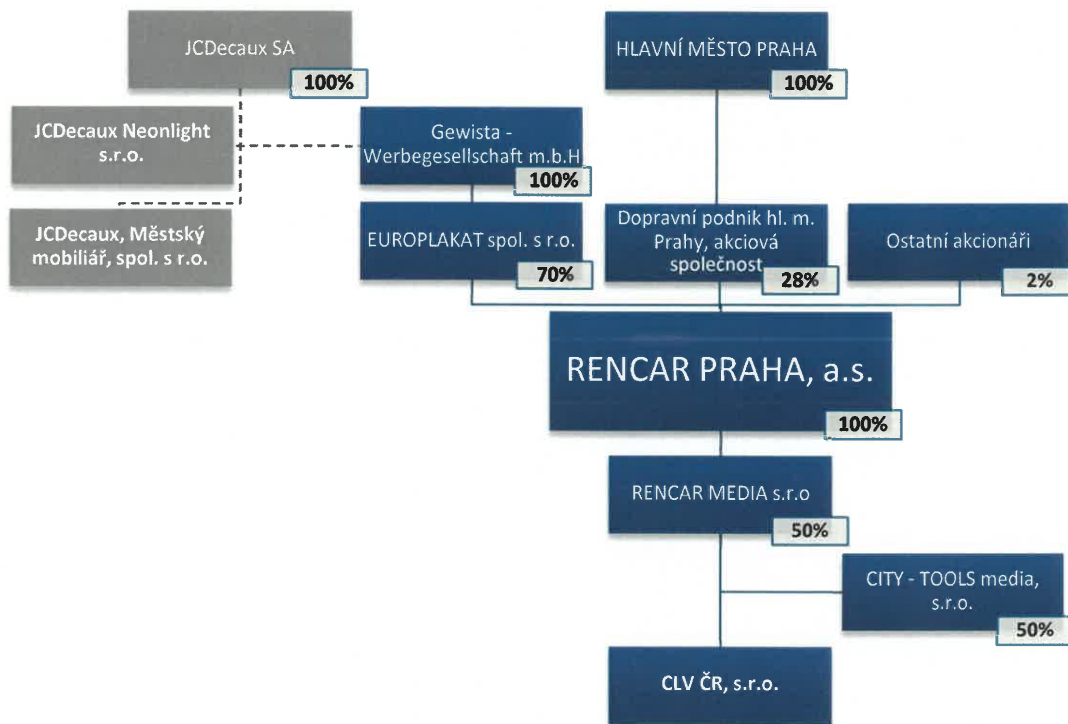 JCDecaux SA
100%
HLAVNÍ MĚSTO PRAHA
100%
JCDecaux Neonlight
s.r.o.
Gewista -
Werbegesellschaft m.b.H
100%
JCDecaux, Městský
mobiliář, spol. s r.o.
EUROPLAKAT spol. s r.o.
70%
Dopravní podnik hl. m.
Prahy, akciová
společnost
28%
Ostatní akcionáři
2%
RENCAR PRAHA, a.s.
100%
RENCAR MEDIA s.r.o
50%
CITY - TOOLS media,
s.r.o.
50%
CLV ČR, s.r.o.